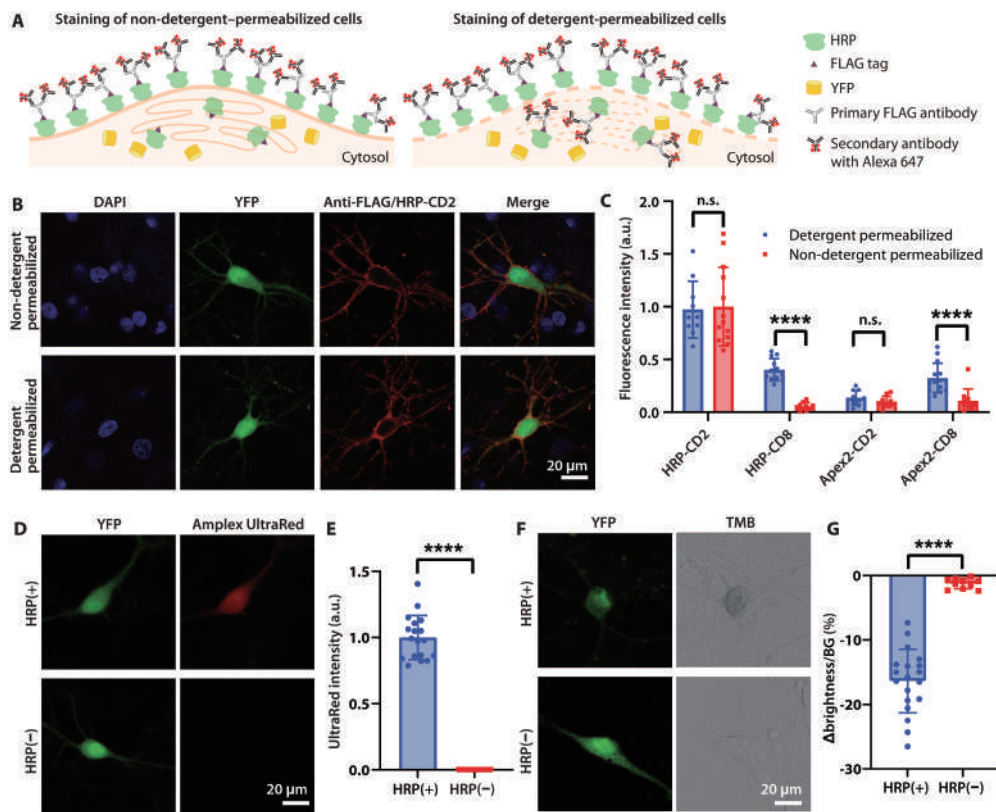 A
Staining of non-detergent–permeabilized cells
Staining of detergent-permeabilized cells
Cytosol
Cytosol
HRP
FLAG tag
YFP
Primary FLAG antibody
Secondary antibody
with Alexa 647
B
DAPI
YFP
Anti-FLAG/HRP-CD2
Merge
Non-detergent
permeabilized
Detergent
permeabilized
20 µm
C
Fluorescence intensity (a.u.)
2.0
1.5
1.0
0.5
0.0
n.s.
****
n.s.
****
Detergent permeabilized
Non-detergent permeabilized
HRP-CD2
HRP-CD8
Apex2-CD2
Apex2-CD8
D
YFP
Amplex UltraRed
HRP(+)
HRP(−)
20 µm
E
UltraRed intensity (a.u.)
1.5
1.0
0.5
0.0
****
HRP(+)
HRP(−)
F
YFP
TMB
HRP(+)
HRP(−)
20 µm
G
Δbrightness/BG (%)
****
0
-10
-20
-30
HRP(+)
HRP(−)